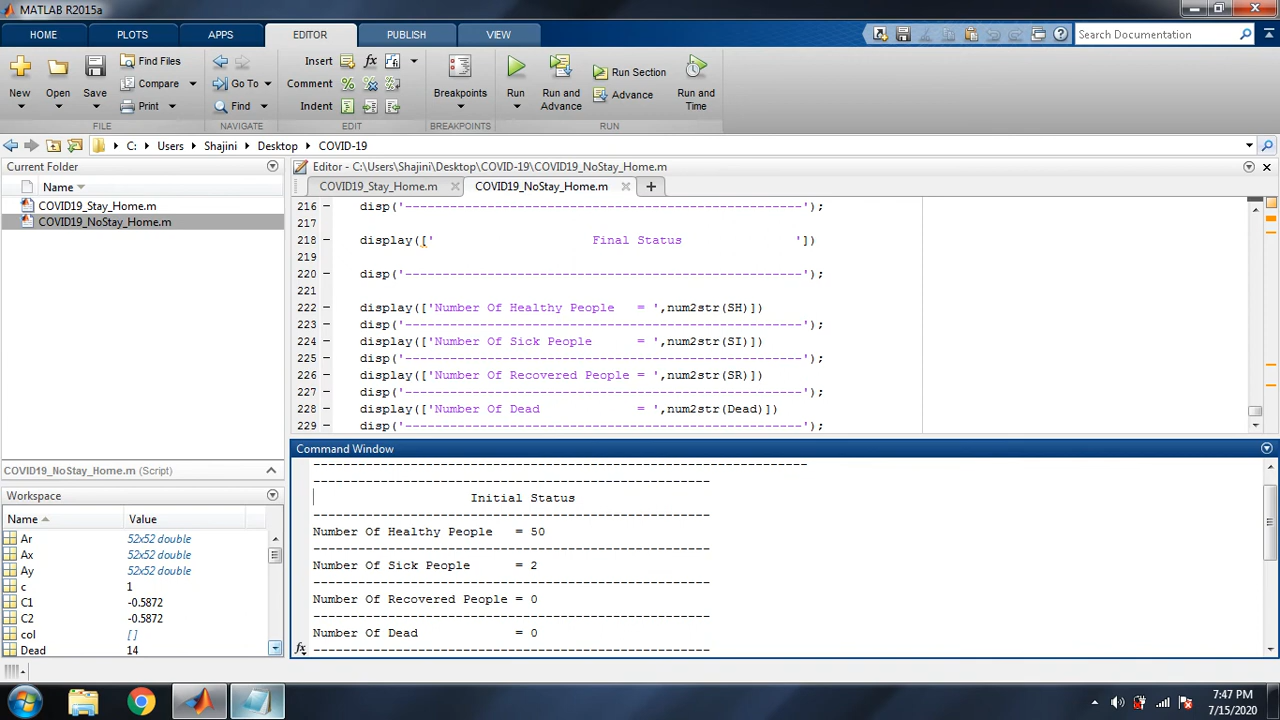 MATLAB R2015a
HOME PLOTS APPS EDITOR PUBLISH VIEW Search Documentation
New Open Save Find Files Compare Print
Go To Find
Insert fx Comment Indent
Breakpoints
Run Run and Advance Run Section Advance Run and Time
FILE NAVIGATE EDIT BREAKPOINTS RUN
C: Users Shajini Desktop COVID-19
Current Folder
Name
COVID19_Stay_Home.m
COVID19_NoStay_Home.m
COVID19_NoStay_Home.m (Script)
Workspace
Name Value
Ar 52x52 double
Ax 52x52 double
Ay 52x52 double
c 1
C1 -0.5872
C2 -0.5872
col []
Dead 14
Editor - C:\Users\Shajini\Desktop\COVID-19\COVID19_NoStay_Home.m
COVID19_Stay_Home.m COVID19_NoStay_Home.m
216 - disp('-----------------------------------------------------');
217
218 - display([' Final Status '])
219
220 - disp('-----------------------------------------------------');
221
222 - display(['Number Of Healthy People = ',num2str(SH)])
223 - disp('-----------------------------------------------------');
224 - display(['Number Of Sick People = ',num2str(SI)])
225 - disp('-----------------------------------------------------');
226 - display(['Number Of Recovered People = ',num2str(SR)])
227 - disp('-----------------------------------------------------');
228 - display(['Number Of Dead = ',num2str(Dead)])
229 - disp('-----------------------------------------------------');
Command Window
------------------------------------------------------------------
-----------------------------------------------------
Initial Status
-----------------------------------------------------
Number Of Healthy People = 50
-----------------------------------------------------
Number Of Sick People = 2
-----------------------------------------------------
Number Of Recovered People = 0
-----------------------------------------------------
Number Of Dead = 0
-----------------------------------------------------
fx
7:47 PM
7/15/2020